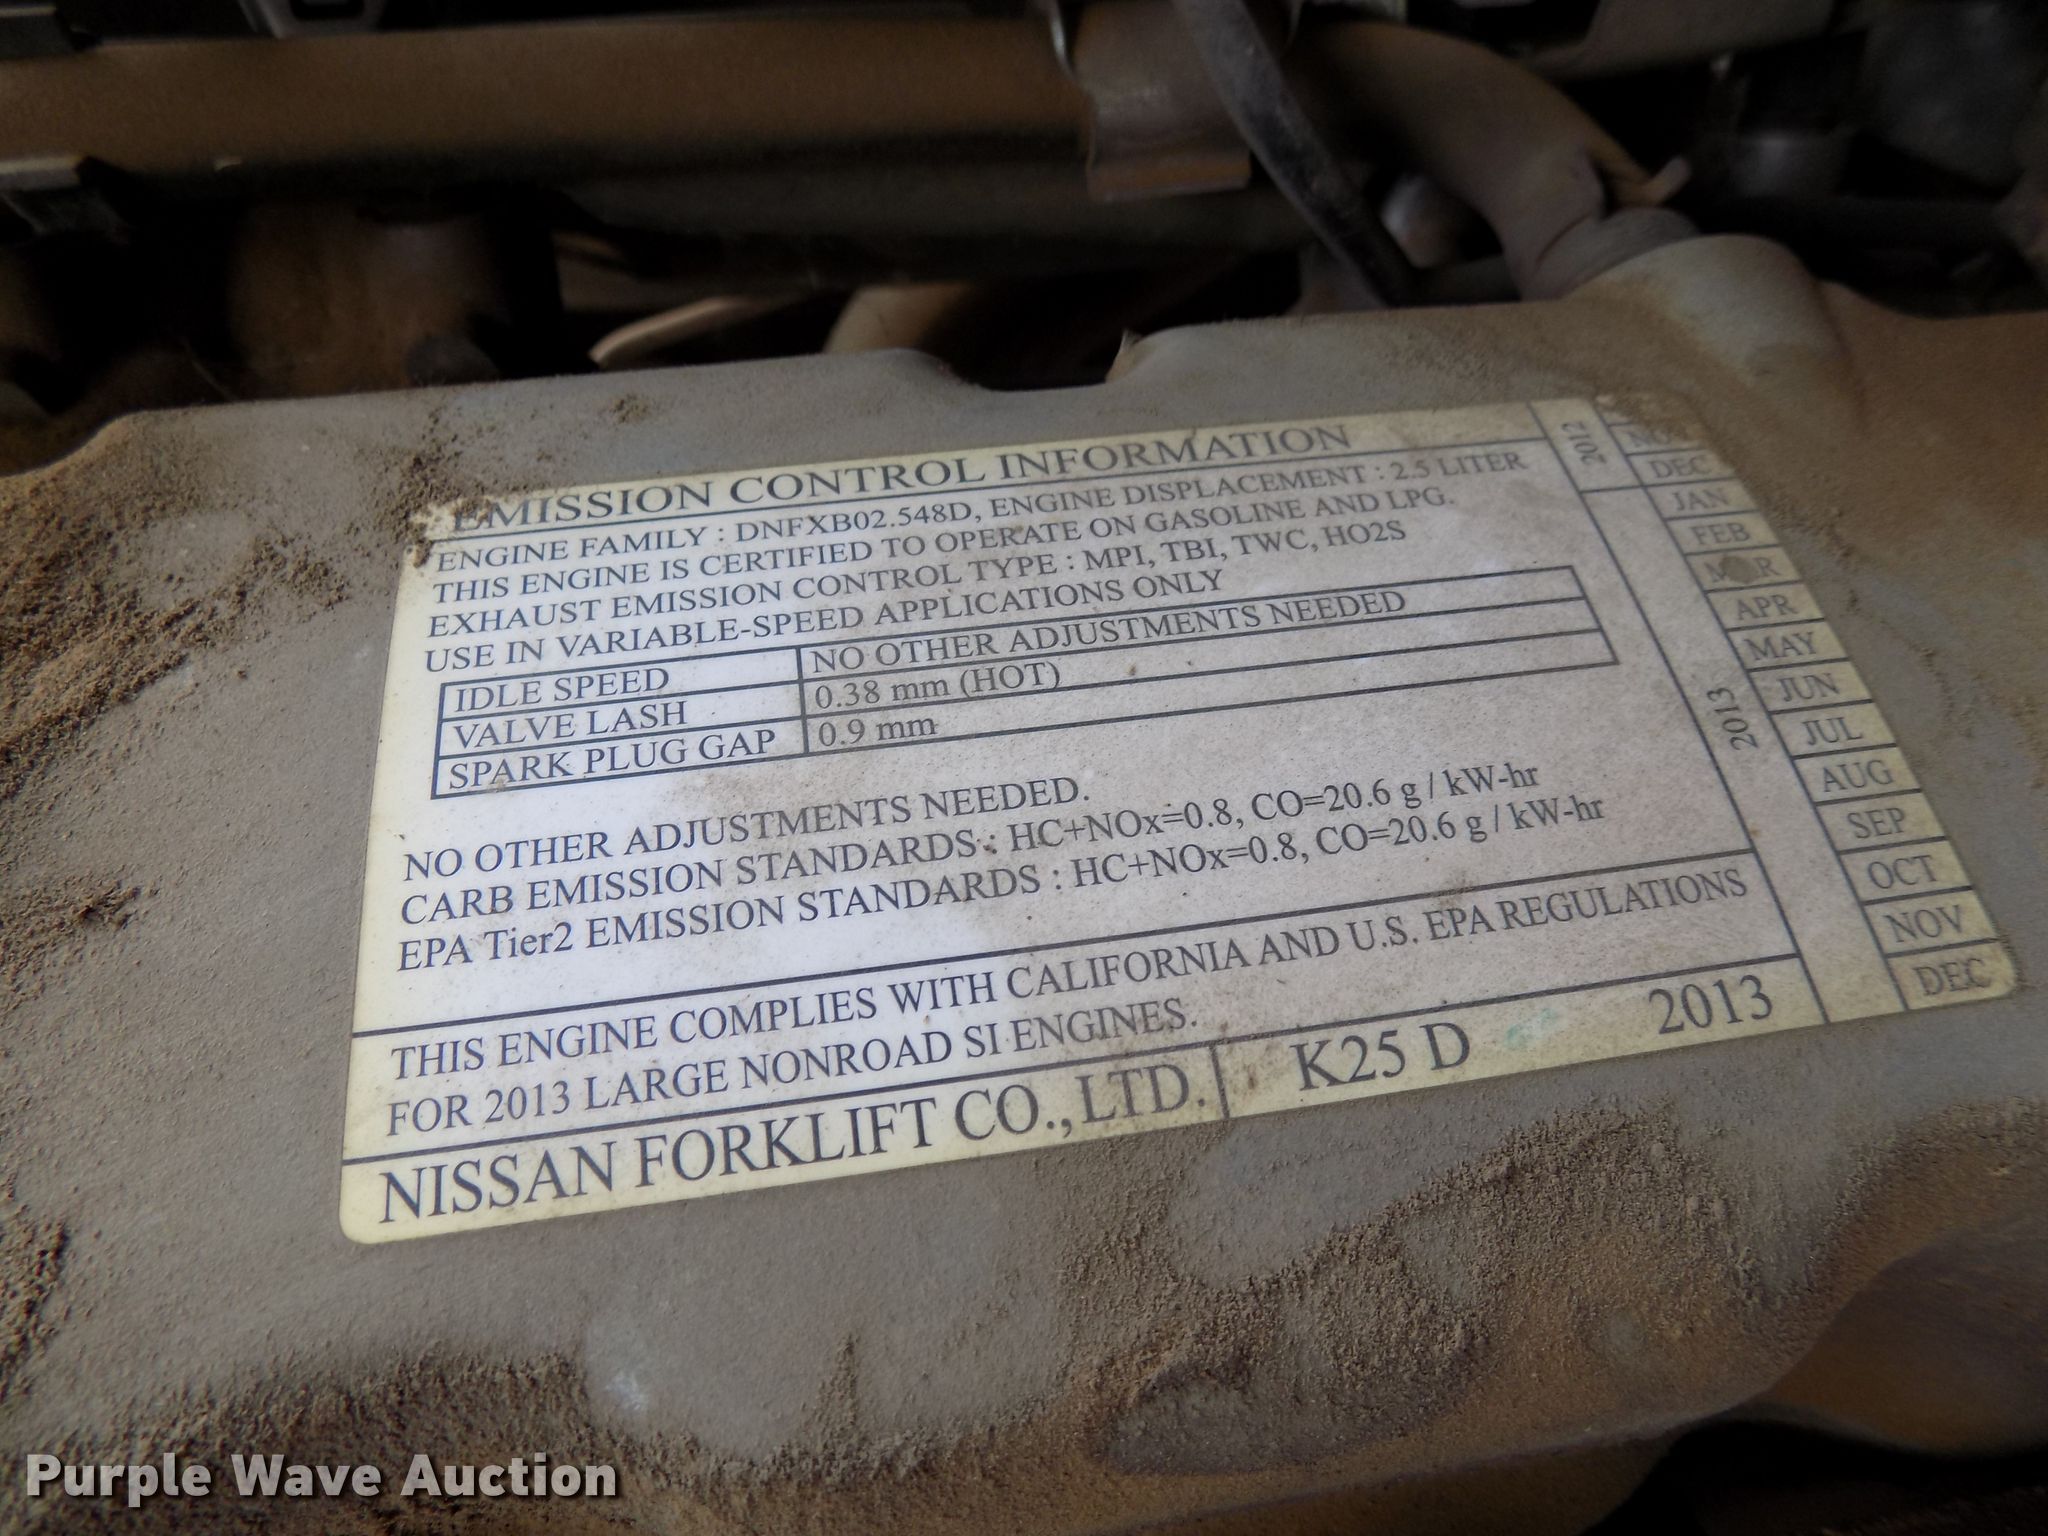 EMISSION CONTROL INFORMATION
ENGINE FAMILY : DNFXB02.548D, ENGINE DISPLACEMENT : 2.5 LITER
THIS ENGINE IS CERTIFIED TO OPERATE ON GASOLINE AND LPG.
EXHAUST EMISSION CONTROL TYPE : MPI, TBI, TWC, HO2S
USE IN VARIABLE-SPEED APPLICATIONS ONLY
IDLE SPEED NO OTHER ADJUSTMENTS NEEDED
VALVE LASH 0.38 mm (HOT)
SPARK PLUG GAP 0.9 mm
NO OTHER ADJUSTMENTS NEEDED.
CARB EMISSION STANDARDS : HC+NOx=0.8, CO=20.6 g / kW-hr
EPA Tier2 EMISSION STANDARDS : HC+NOx=0.8, CO=20.6 g / kW-hr
THIS ENGINE COMPLIES WITH CALIFORNIA AND U.S. EPA REGULATIONS
FOR 2013 LARGE NONROAD SI ENGINES.
NISSAN FORKLIFT CO., LTD. K25 D 2013
2012
NOV
DEC
2013
JAN
FEB
MAR
APR
MAY
JUN
JUL
AUG
SEP
OCT
NOV
DEC
Purple Wave Auction